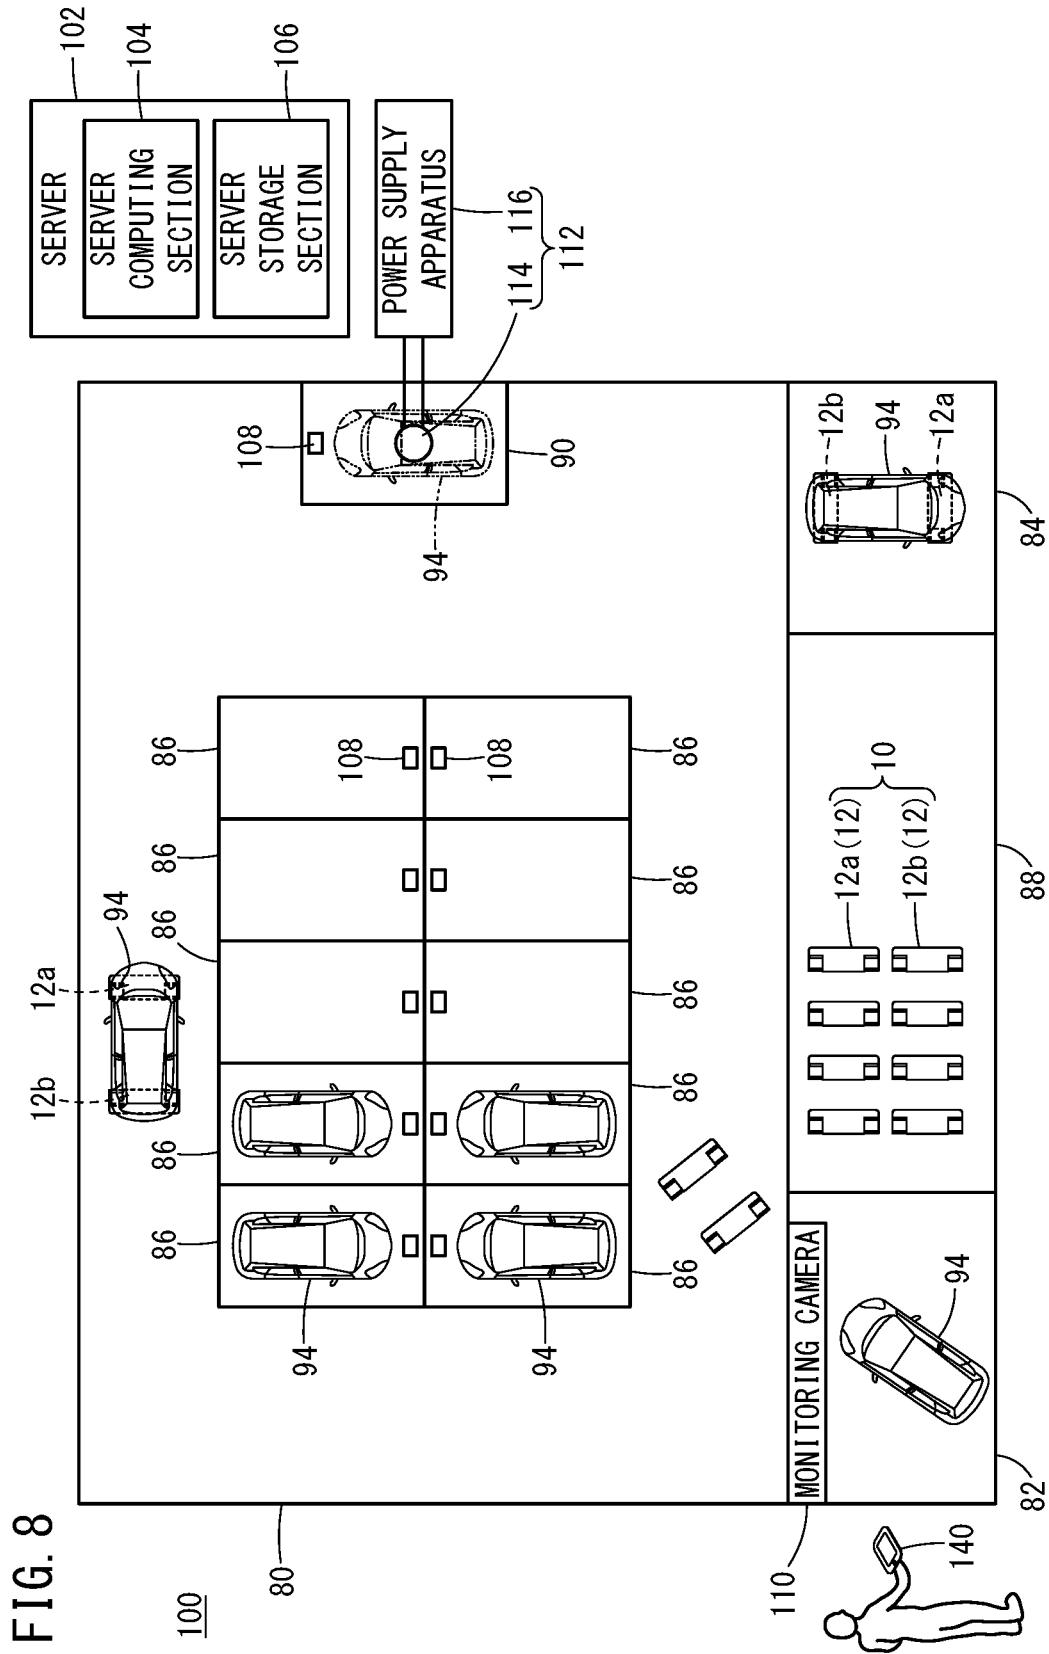 FIG. 8
100
12b
12a
94
SERVER
102
SERVER
COMPUTING
SECTION
104
SERVER
STORAGE
SECTION
106
86
86
86
86
86
108
80
94
108
POWER SUPPLY
APPARATUS
94
108
114 116
112
94
90
86
86
86
86
86
110
MONITORING CAMERA
12a(12)
12b(12)
10
12b
94
12a
94
140
82
88
84